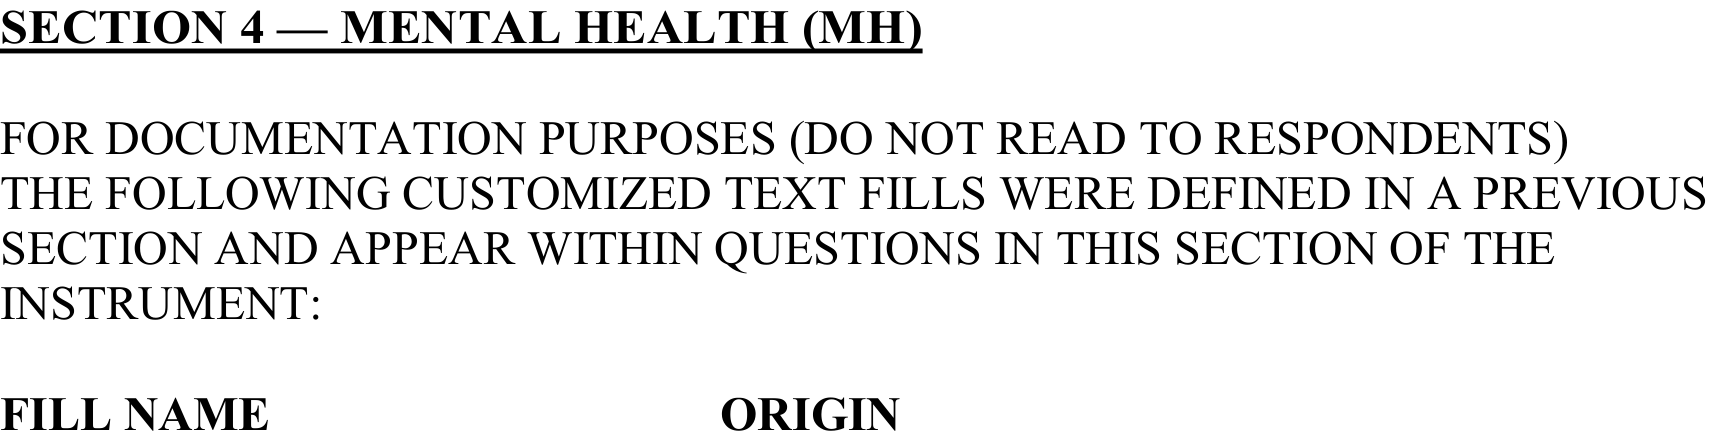 SECTION 4 — MENTAL HEALTH (MH)
FOR DOCUMENTATION PURPOSES (DO NOT READ TO RESPONDENTS)
THE FOLLOWING CUSTOMIZED TEXT FILLS WERE DEFINED IN A PREVIOUS
SECTION AND APPEAR WITHIN QUESTIONS IN THIS SECTION OF THE
INSTRUMENT:
FILL NAME ORIGIN